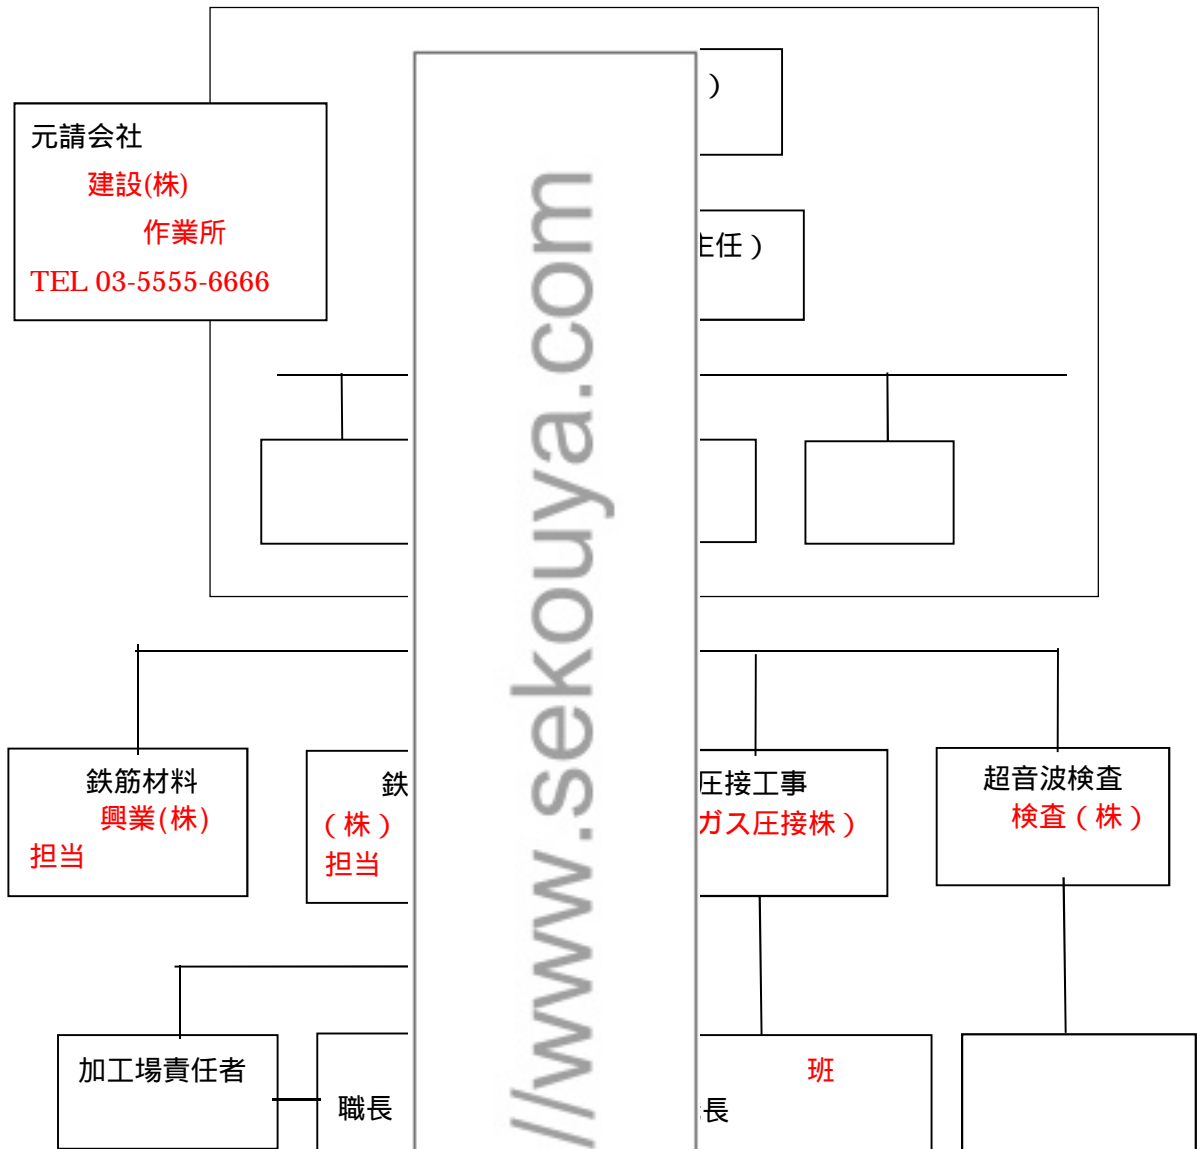 ）
元請会社
建設(株)
作業所
TEL 03-5555-6666
主任）
//www.sekouya.com
鉄筋材料
興業(株)
担当
鉄
（株）
担当
圧接工事
ガス圧接株）
超音波検査
検査（株）
加工場責任者
職長
班
長